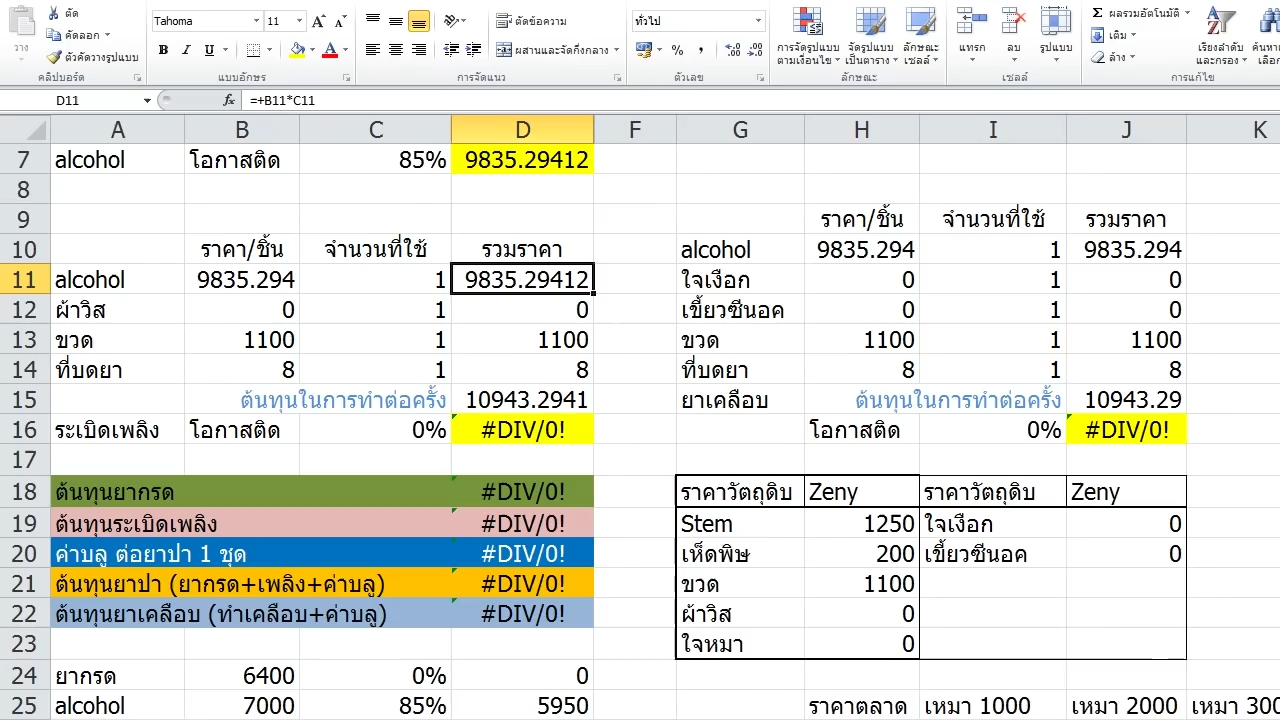 ตัด
Tahoma 11 ตัดข้อความ ทั่วไป ผลรวมอัตโนมัติ
คัดลอก เติม
วาง ตัวคัดวางรูปแบบ B I U ผสานและจัดกึ่งกลาง % , การจัดรูปแบบ ตามเงื่อนไข จัดรูปแบบ เป็นตาราง ลักษณะ เซลล์ แทรก ลบ รูปแบบ ล้าง เรียงลำดับ และกรอง
คลิปบอร์ด แบบอักษร การจัดแนว ตัวเลข ลักษณะ เซลล์ การแก้ไข
D11 fx =+B11*C11
A B C D F G H I J K
7 alcohol โอกาสติด 85% 9835.29412
8
9 ราคา/ชิ้น จำนวนที่ใช้ รวมราคา
10 ราคา/ชิ้น จำนวนที่ใช้ รวมราคา alcohol 9835.294 1 9835.294
11 alcohol 9835.294 1 9835.29412 ใจเงือก 0 1 0
12 ผ้าวิส 0 1 0 เขี้ยวซีนอค 0 1 0
13 ขวด 1100 1 1100 ขวด 1100 1 1100
14 ที่บดยา 8 1 8 ที่บดยา 8 1 8
15 ต้นทุนในการทำต่อครั้ง 10943.2941 ยาเคลือบ ต้นทุนในการทำต่อครั้ง 10943.29
16 ระเบิดเพลิง โอกาสติด 0% #DIV/0! โอกาสติด 0% #DIV/0!
17
18 ต้นทุนยากรด #DIV/0! ราคาวัตถุดิบ Zeny ราคาวัตถุดิบ Zeny
19 ต้นทุนระเบิดเพลิง #DIV/0! Stem 1250 ใจเงือก 0
20 ค่าบลู ต่อยาปา 1 ชุด #DIV/0! เห็ดพิษ 200 เขี้ยวซีนอค 0
21 ต้นทุนยาปา (ยากรด+เพลิง+ค่าบลู) #DIV/0! ขวด 1100
22 ต้นทุนยาเคลือบ (ทำเคลือบ+ค่าบลู) #DIV/0! ผ้าวิส 0
23 ใจหมา 0
24 ยากรด 6400 0% 0
25 alcohol 7000 85% 5950 ราคาตลาด เหมา 1000 เหมา 2000